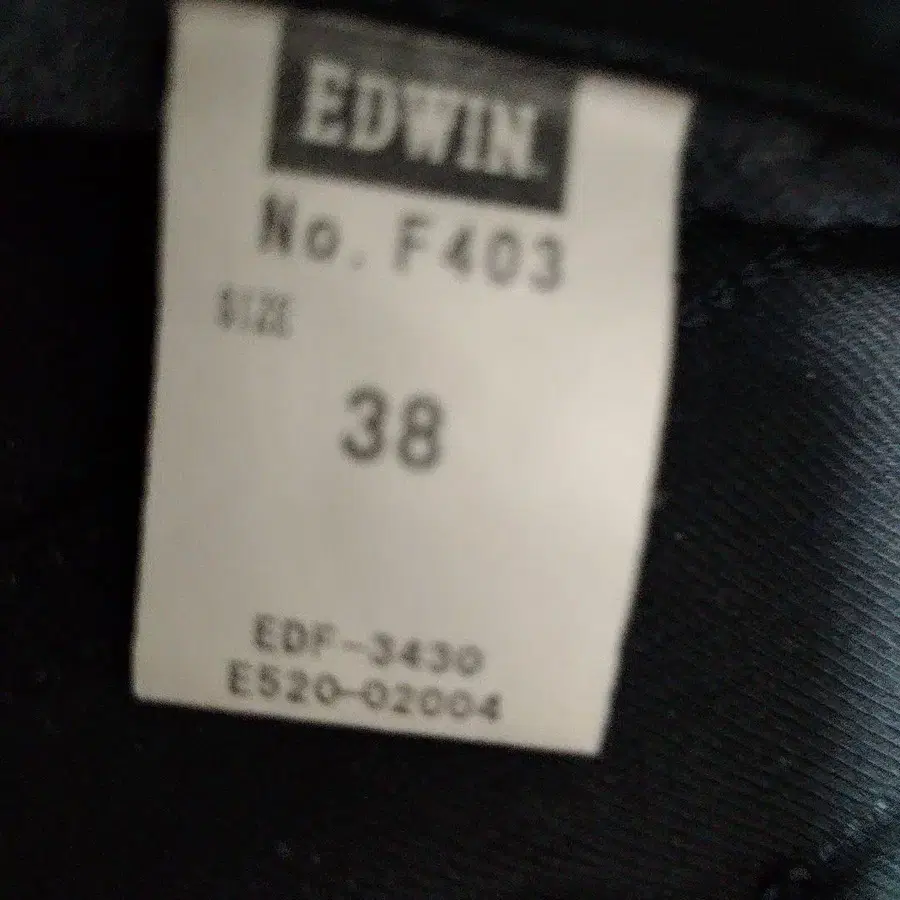 EDWIN
No. F403
SIZE
38
EDF-3430
E520-02004